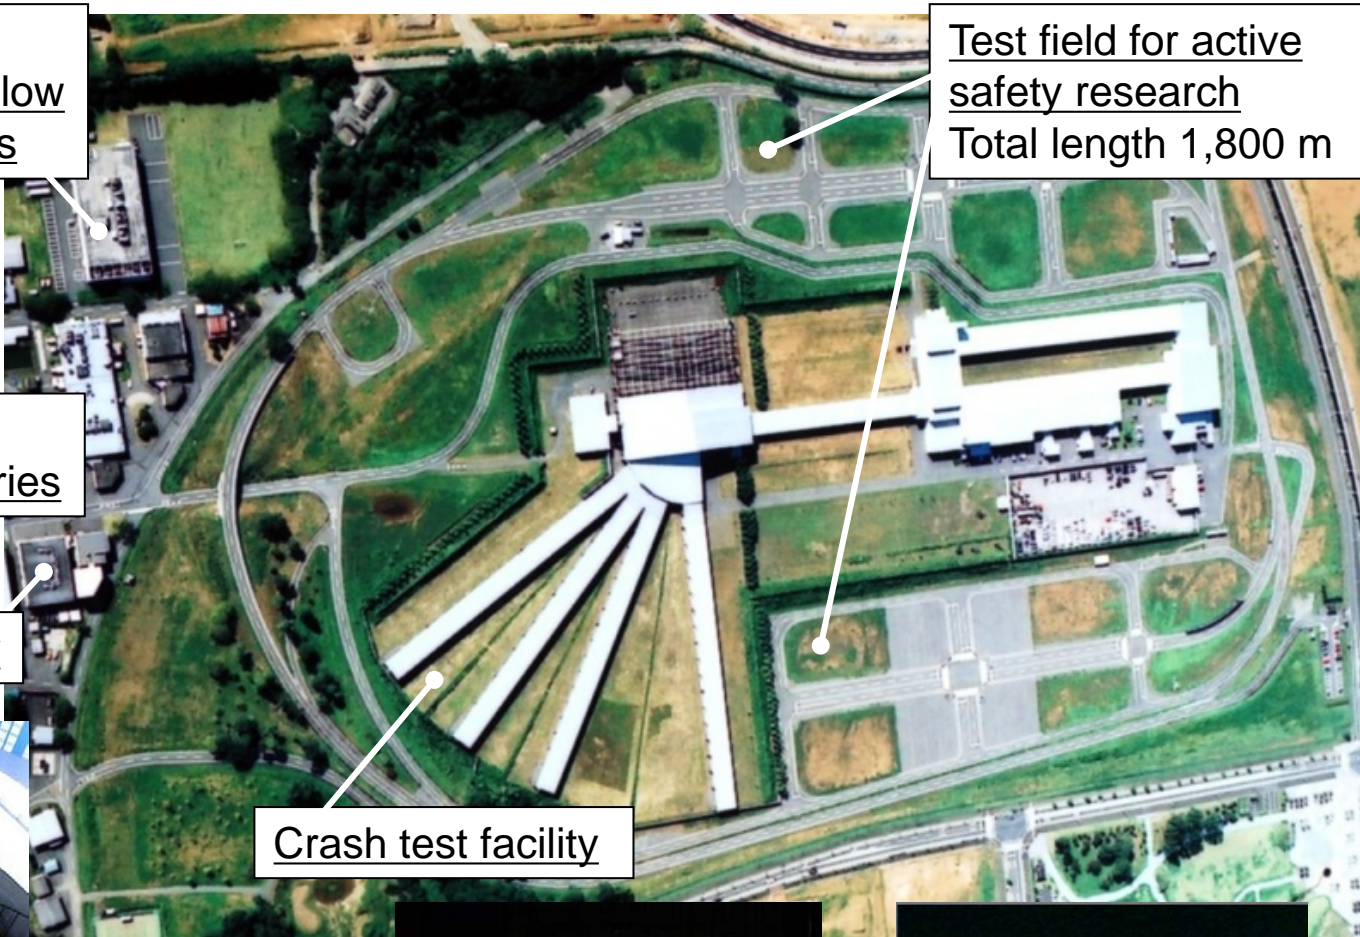 low
s
Test field for active
safety research
Total length 1,800 m
ries
Crash test facility